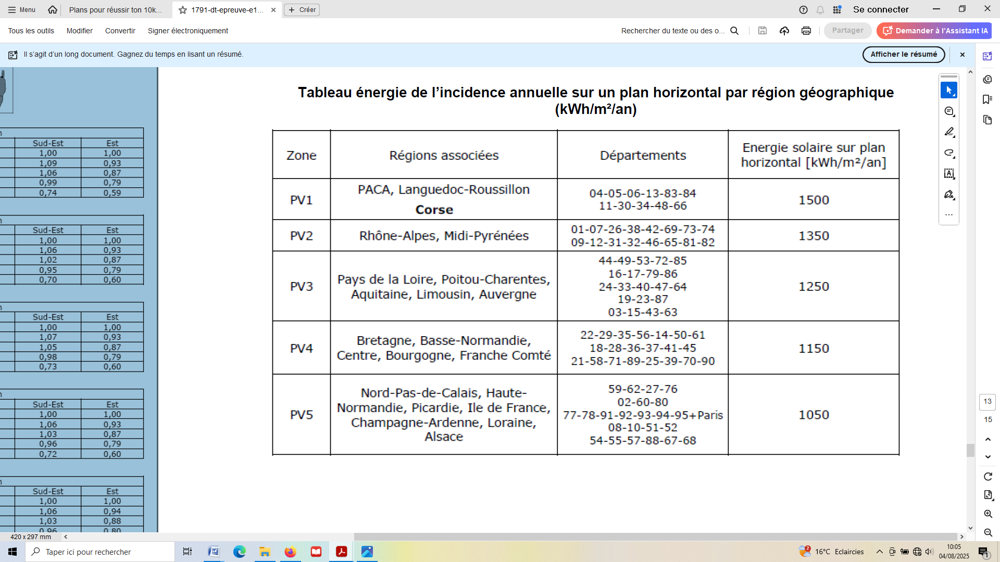 Menu
Plans pour réussir ton 10k...
1791-dt-epreuve-e1...
Créer
Se connecter
Tous les outils
Modifier
Convertir
Signer électroniquement
Rechercher du texte ou des o...
Partager
Demander à l'Assistant IA
Il s'agit d'un long document. Gagnez du temps en lisant un résumé.
Afficher le résumé
Sud-Est Est
1,00 1,00
1,09 0,93
1,06 0,87
0,99 0,79
0,74 0,59
Sud-Est Est
1,00 1,00
1,06 0,93
1,02 0,87
0,95 0,79
0,70 0,60
Sud-Est Est
1,00 1,00
1,07 0,93
1,05 0,87
0,98 0,79
0,73 0,60
Sud-Est Est
1,00 1,00
1,06 0,93
1,03 0,87
0,96 0,79
0,72 0,60
Sud-Est Est
1,00 1,00
1,06 0,94
1,03 0,88
0,96 0,80
Tableau énergie de l'incidence annuelle sur un plan horizontal par région géographique
(kWh/m²/an)
Zone
Régions associées
Départements
Energie solaire sur plan
horizontal [kWh/m²/an]
PV1
PACA, Languedoc-Roussillon
Corse
04-05-06-13-83-84
11-30-34-48-66
1500
PV2
Rhône-Alpes, Midi-Pyrénées
01-07-26-38-42-69-73-74
09-12-31-32-46-65-81-82
1350
PV3
Pays de la Loire, Poitou-Charentes,
Aquitaine, Limousin, Auvergne
44-49-53-72-85
16-17-79-86
24-33-40-47-64
19-23-87
03-15-43-63
1250
PV4
Bretagne, Basse-Normandie,
Centre, Bourgogne, Franche Comté
22-29-35-56-14-50-61
18-28-36-37-41-45
21-58-71-89-25-39-70-90
1150
PV5
Nord-Pas-de-Calais, Haute-
Normandie, Picardie, Ile de France,
Champagne-Ardenne, Loraine,
Alsace
59-62-27-76
02-60-80
77-78-91-92-93-94-95+Paris
08-10-51-52
54-55-57-88-67-68
1050
13
15
420 x 297 mm
Taper ici pour rechercher
2
16°C Eclaircies
10:05
04/08/2025
1